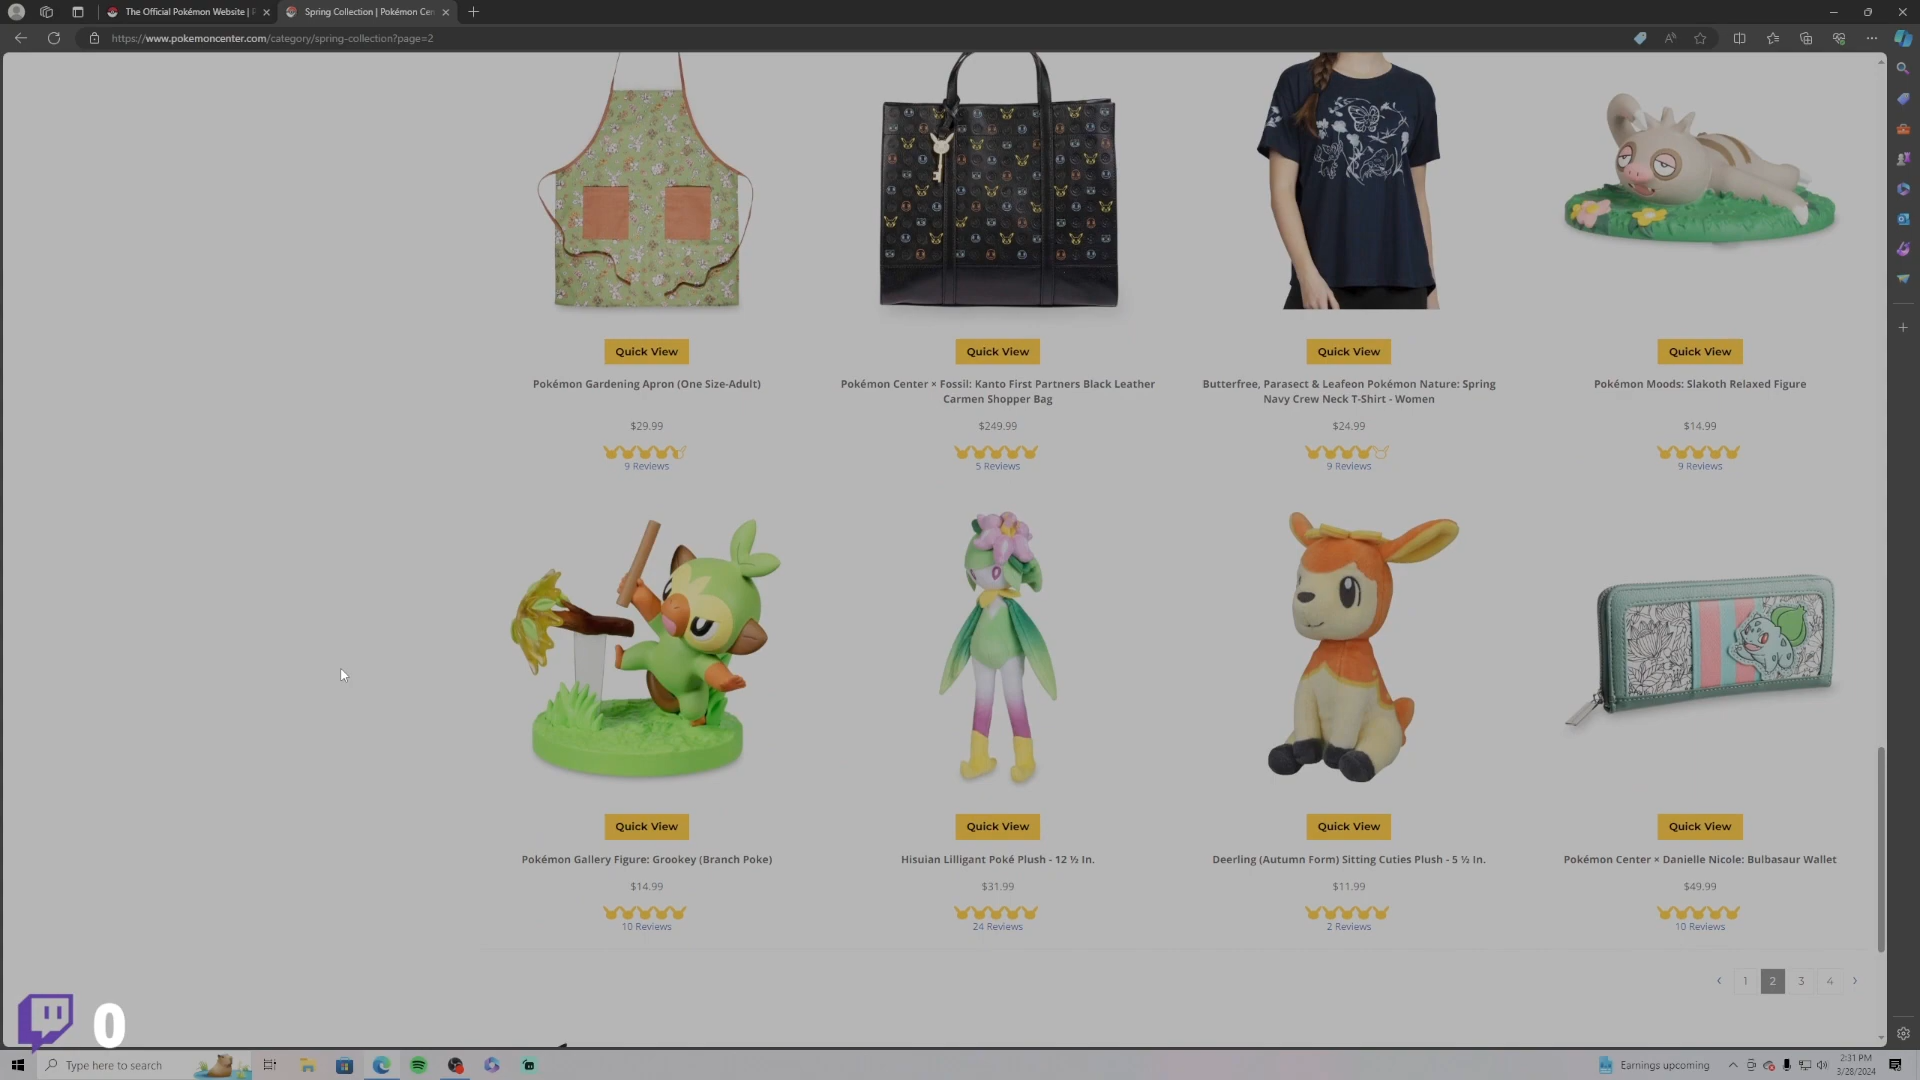 The Official Pokémon Website |
Spring Collection | Pokémon Cen
https://www.pokemoncenter.com/category/spring-collection?page=2
Quick View
Quick View
Quick View
Quick View
Pokémon Gardening Apron (One Size-Adult)
Pokémon Center × Fossil: Kanto First Partners Black Leather
Carmen Shopper Bag
Butterfree, Parasect & Leafeon Pokémon Nature: Spring
Navy Crew Neck T-Shirt - Women
Pokémon Moods: Slakoth Relaxed Figure
$29.99
$249.99
$24.99
$14.99
9 Reviews
5 Reviews
9 Reviews
9 Reviews
Quick View
Quick View
Quick View
Quick View
Pokémon Gallery Figure: Grookey (Branch Poke)
Hisuian Lilligant Poké Plush - 12 ½ In.
Deerling (Autumn Form) Sitting Cuties Plush - 5 ½ In.
Pokémon Center × Danielle Nicole: Bulbasaur Wallet
$14.99
$31.99
$11.99
$49.99
10 Reviews
24 Reviews
2 Reviews
10 Reviews
1 2 3 4
0
Type here to search
Earnings upcoming
2:31 PM
3/28/2024